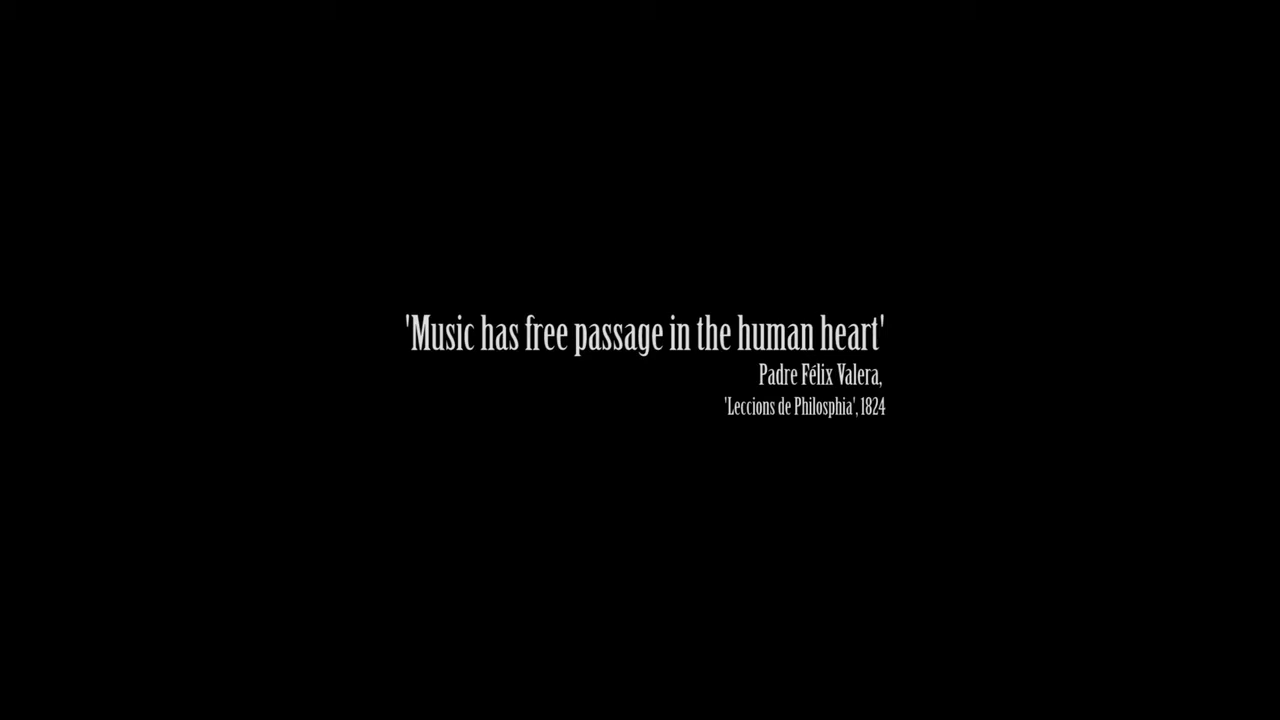 'Music has free passage in the human heart'
Padre Félix Valera,
'Leccions de Philosphia', 1824